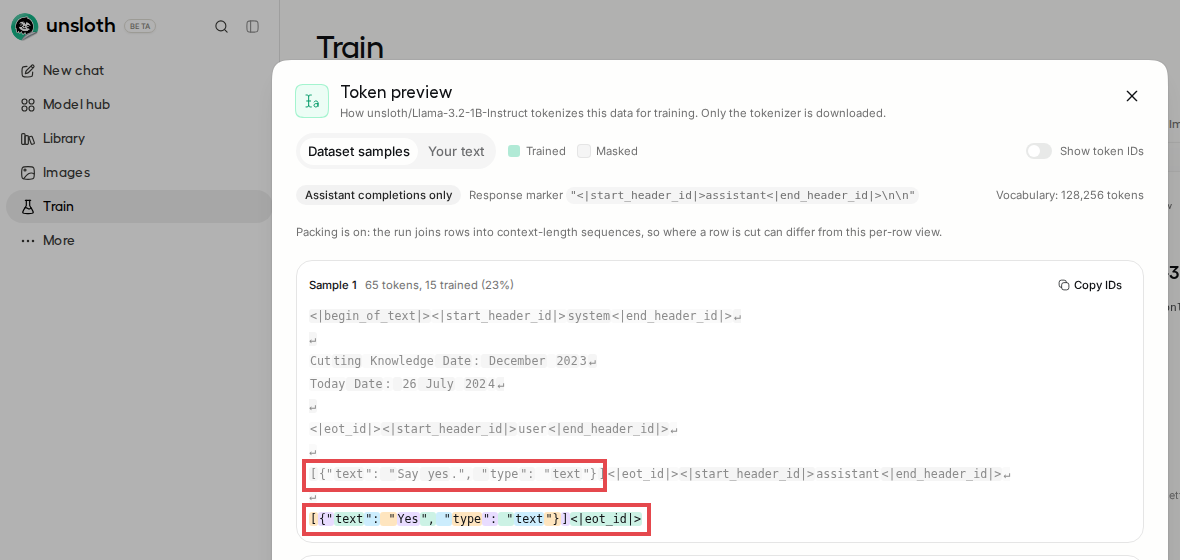 unsloth BETA
New chat
Model hub
Library
Images
Train
More
Train
Token preview
How unsloth/Llama-3.2-1B-Instruct tokenizes this data for training. Only the tokenizer is downloaded.
Dataset samples Your text Trained Masked Show token IDs
Assistant completions only Response marker "<|start_header_id|>assistant<|end_header_id|>\n\n" Vocabulary: 128,256 tokens
Packing is on: the run joins rows into context-length sequences, so where a row is cut can differ from this per-row view.
Sample 1 65 tokens, 15 trained (23%) Copy IDs
<|begin_of_text|><|start_header_id|>system<|end_header_id|>↵
↵
Cutting Knowledge Date: December 2023↵
Today Date: 26 July 2024↵
↵
<|eot_id|><|start_header_id|>user<|end_header_id|>↵
↵
[{"text": "Say yes.", "type": "text"}]<|eot_id|><|start_header_id|>assistant<|end_header_id|>↵
↵
[{"text": "Yes", "type": "text"}]<|eot_id|>